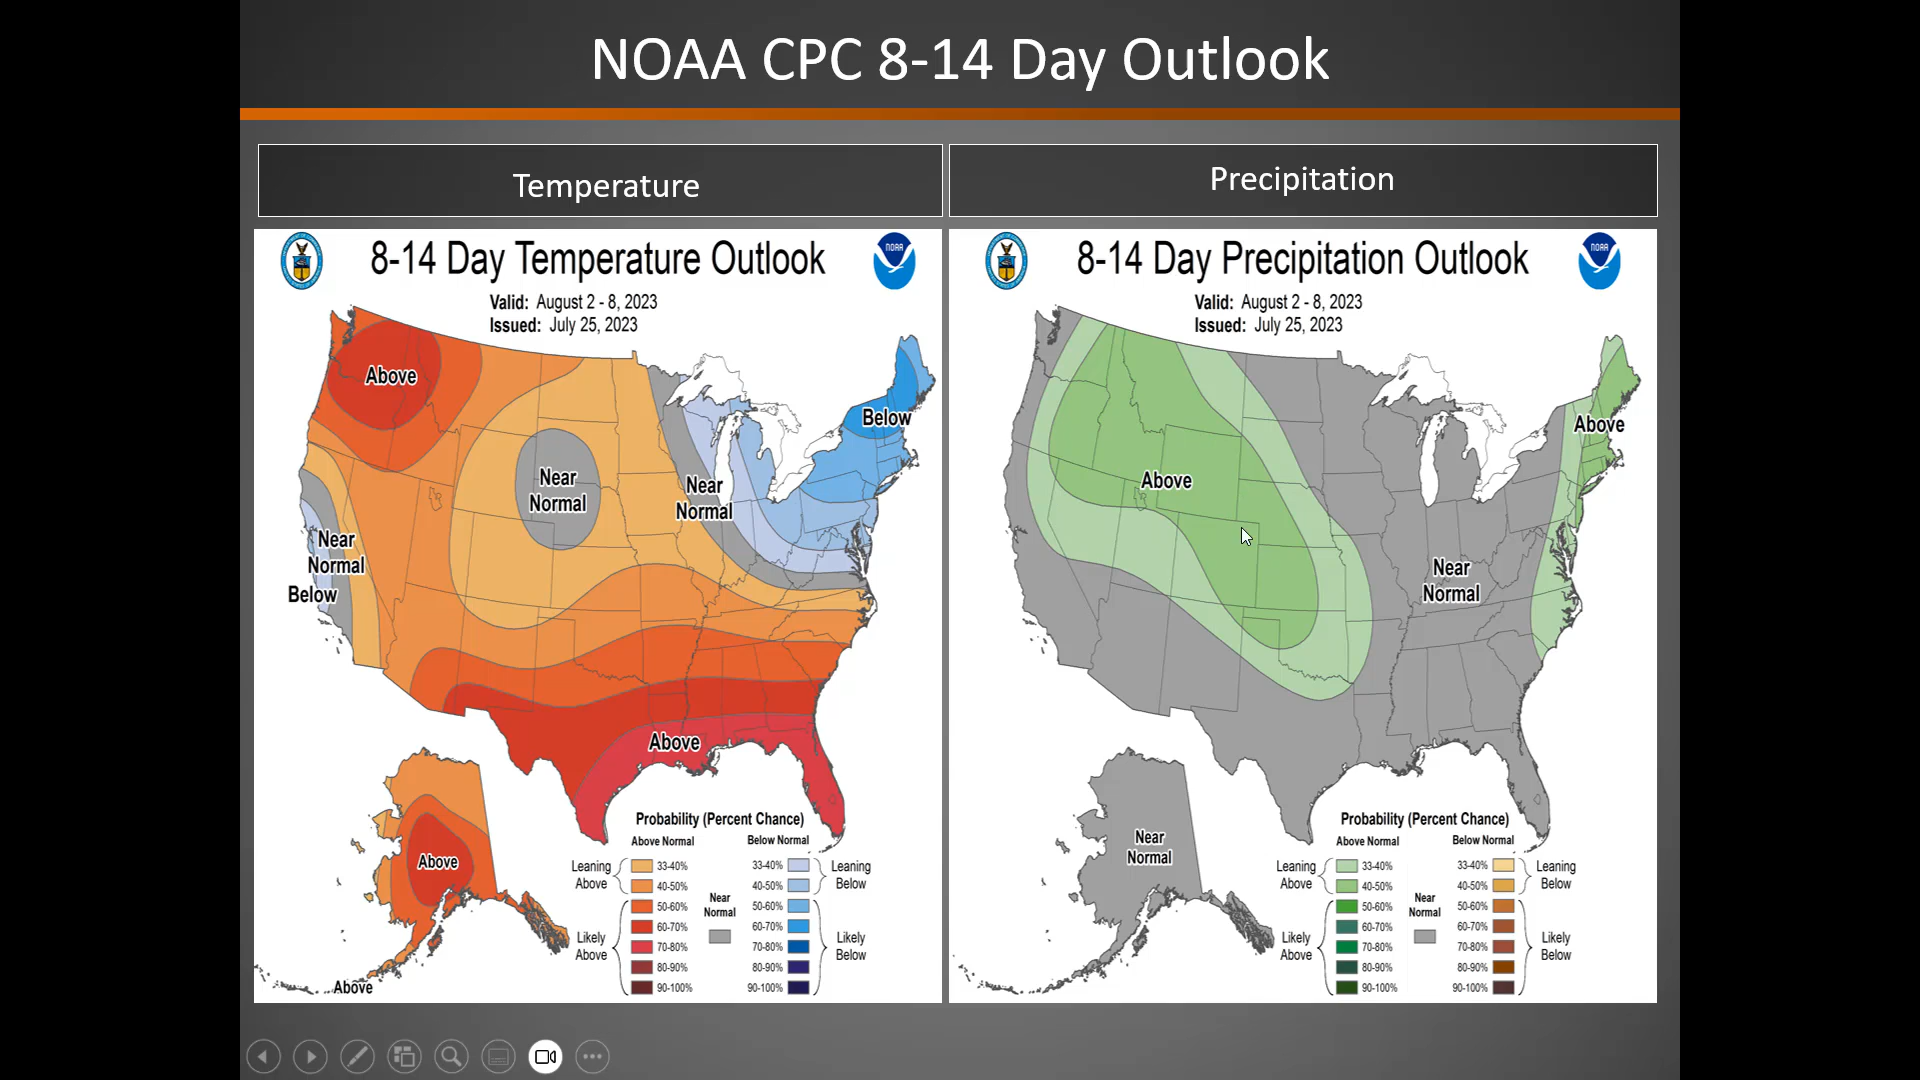 NOAA CPC 8-14 Day Outlook
Temperature
8-14 Day Temperature Outlook
NOAA
Valid: August 2 - 8, 2023
Issued: July 25, 2023
Above
Below
Near
Normal
Near
Normal
Near
Normal
Below
Above
Above
Above
Probability (Percent Chance)
Above Normal
Below Normal
Leaning
Above
33-40%
40-50%
Likely
Above
50-60%
60-70%
70-80%
80-90%
90-100%
Near
Normal
33-40%
40-50%
Leaning
Below
50-60%
60-70%
70-80%
80-90%
90-100%
Likely
Below
Precipitation
8-14 Day Precipitation Outlook
NOAA
Valid: August 2 - 8, 2023
Issued: July 25, 2023
Above
Above
Near
Normal
Near
Normal
Probability (Percent Chance)
Above Normal
Below Normal
Leaning
Above
33-40%
40-50%
Likely
Above
50-60%
60-70%
70-80%
80-90%
90-100%
Near
Normal
33-40%
40-50%
Leaning
Below
50-60%
60-70%
70-80%
80-90%
90-100%
Likely
Below